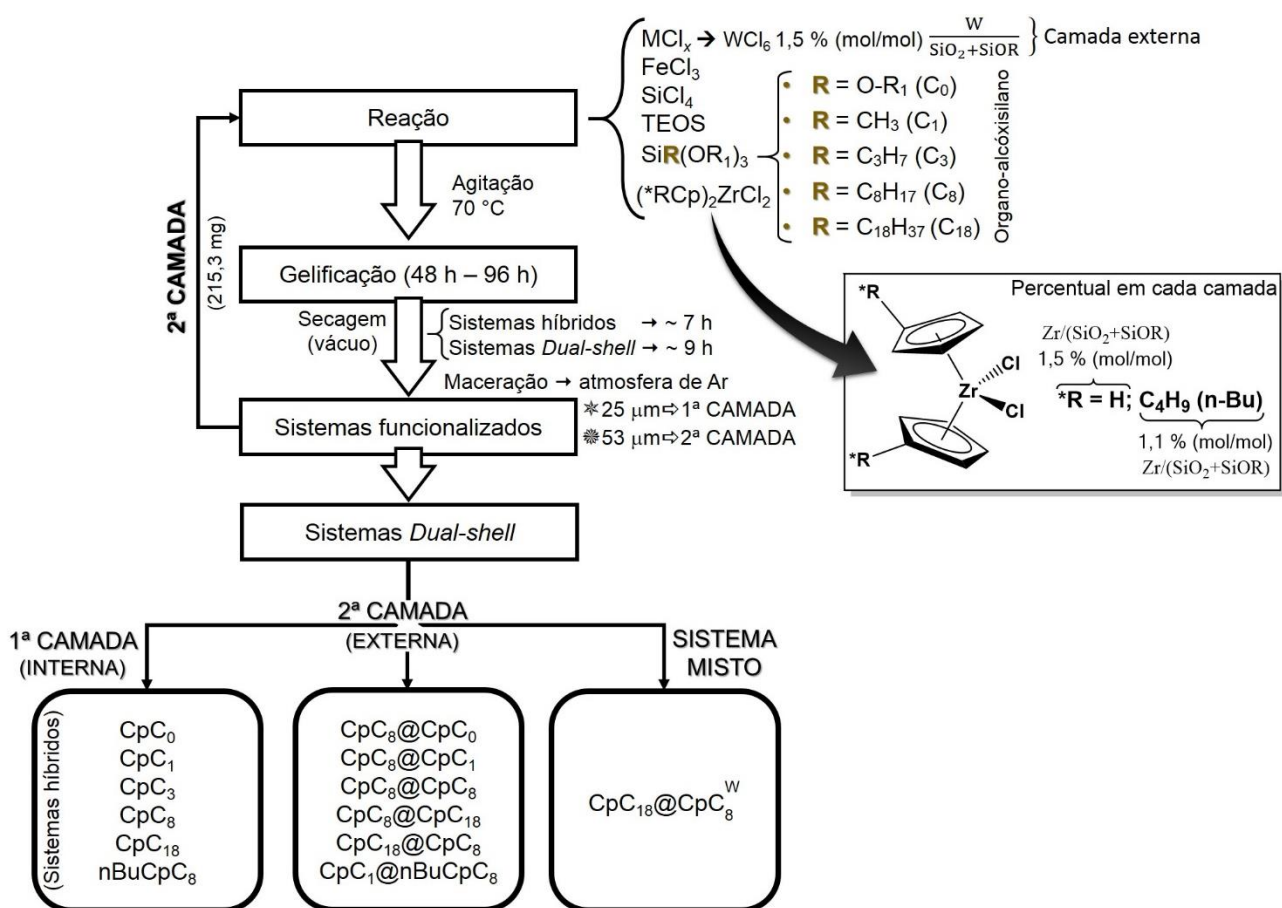 MClₓ → WCl₆ 1,5 % (mol/mol) W/SiO₂+SiOR } Camada externa
FeCl₃
SiCl₄
TEOS
SiR(OR₁)₃
(*RCp)₂ZrCl₂
• R = O-R₁ (C₀)
• R = CH₃ (C₁)
• R = C₃H₇ (C₃)
• R = C₈H₁₇ (C₈)
• R = C₁₈H₃₇ (C₁₈)
Organo-alcóxisilano
Reação
Agitação
70 °C
2ª CAMADA
(215,3 mg)
Gelificação (48 h – 96 h)
Secagem
(vácuo)
Sistemas híbridos → ~ 7 h
Sistemas Dual-shell → ~ 9 h
Maceração → atmosfera de Ar
✳25 μm⇨1ª CAMADA
✺53 μm⇨2ª CAMADA
Sistemas funcionalizados
Sistemas Dual-shell
Percentual em cada camada
Zr/(SiO₂+SiOR)
1,5 % (mol/mol)
*R = H; C₄H₉ (n-Bu)
1,1 % (mol/mol)
Zr/(SiO₂+SiOR)
*R
Zr
Cl
Cl
*R
1ª CAMADA
(INTERNA)
2ª CAMADA
(EXTERNA)
SISTEMA
MISTO
(Sistemas híbridos)
CpC₀
CpC₁
CpC₃
CpC₈
CpC₁₈
nBuCpC₈
CpC₈@CpC₀
CpC₈@CpC₁
CpC₈@CpC₈
CpC₈@CpC₁₈
CpC₁₈@CpC₈
CpC₁@nBuCpC₈
CpC₁₈@CpC₈ᵂ